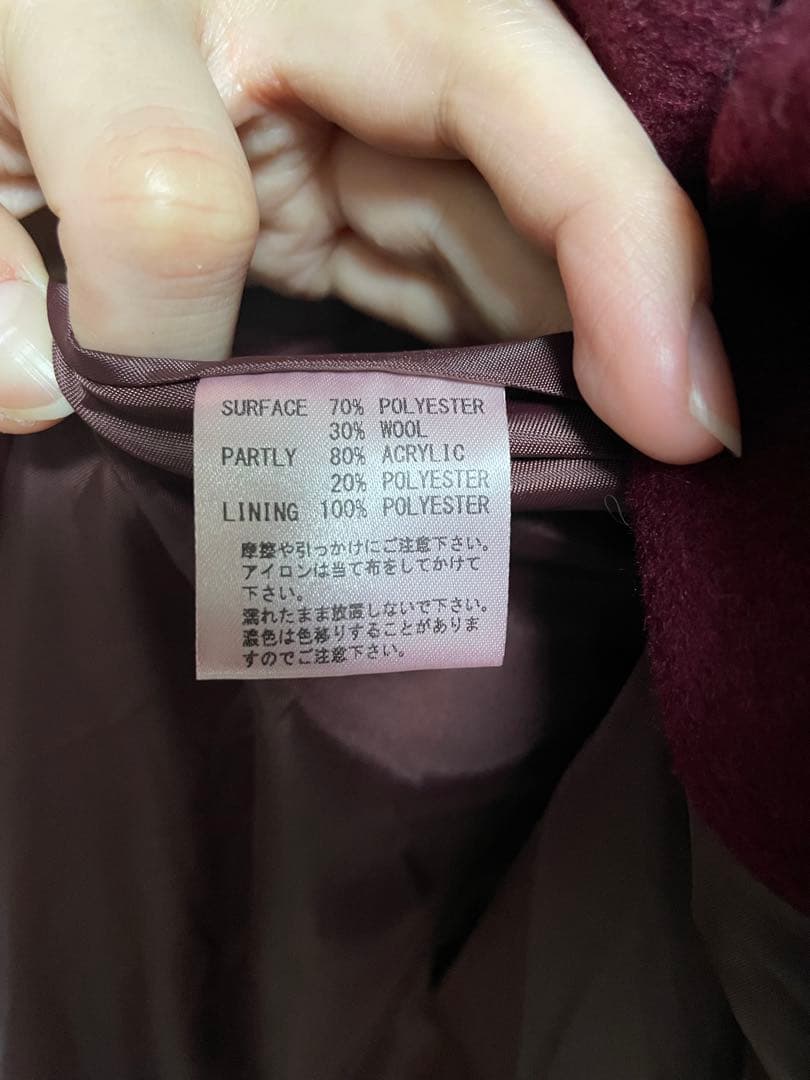 SURFACE 70% POLYESTER
30% WOOL
PARTLY 80% ACRYLIC
20% POLYESTER
LINING 100% POLYESTER
摩擦や引っかけにご注意下さい。
アイロンは当て布をしてかけて
下さい。
濡れたまま放置しないで下さい。
濃色は色移りすることがありま
すのでご注意下さい。